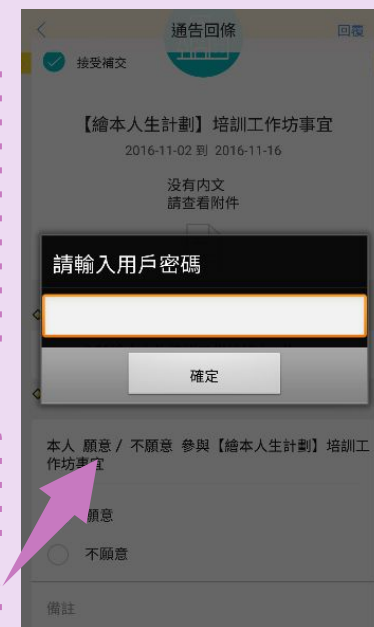 通告回條
回覆
接受補交
【繪本人生計劃】培訓工作坊事宜
2016-11-02 到 2016-11-16
没有内文
請查看附件
請輸入用戶密碼
確定
本人 願意 / 不願意 參與【繪本人生計劃】培訓工
作坊事宜
願意
不願意
備註